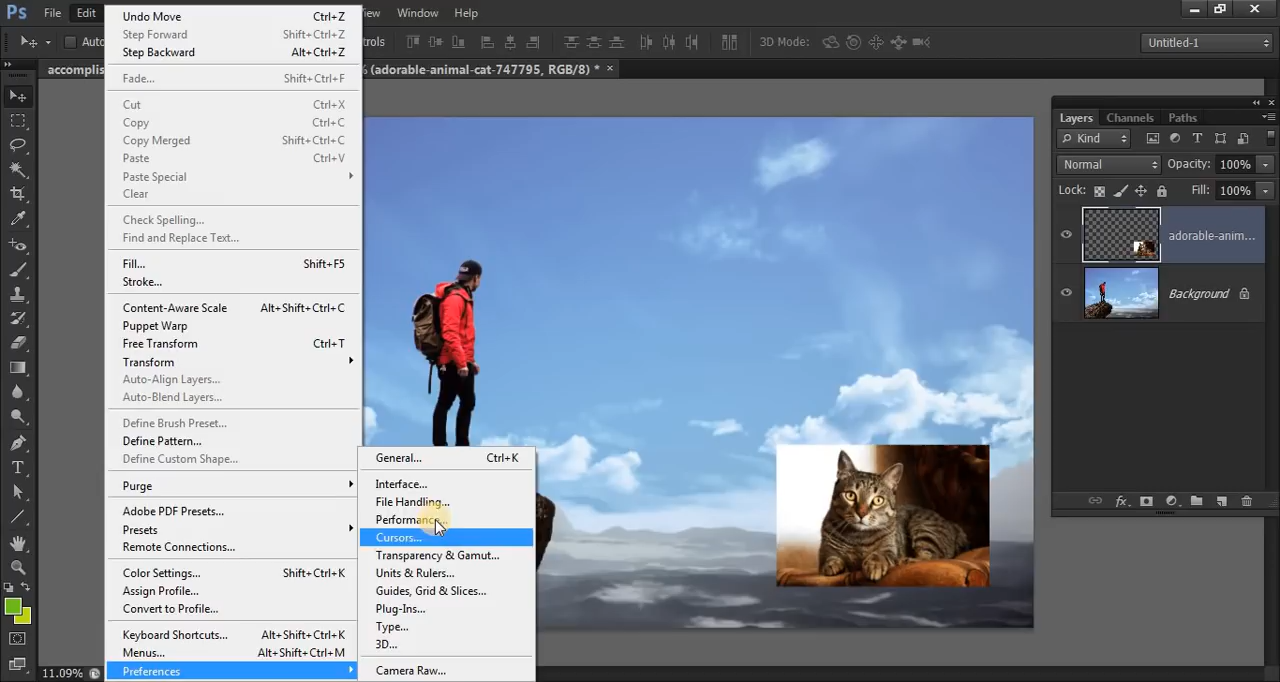 Ps File Edit View Window Help
Auto
3D Mode:
Untitled-1
accomplis
% (adorable-animal-cat-747795, RGB/8) * ×
Undo Move Ctrl+Z
Step Forward Shift+Ctrl+Z
Step Backward Alt+Ctrl+Z
Fade... Shift+Ctrl+F
Cut Ctrl+X
Copy Ctrl+C
Copy Merged Shift+Ctrl+C
Paste Ctrl+V
Paste Special
Clear
Check Spelling...
Find and Replace Text...
Fill... Shift+F5
Stroke...
Content-Aware Scale Alt+Shift+Ctrl+C
Puppet Warp
Free Transform Ctrl+T
Transform
Auto-Align Layers...
Auto-Blend Layers...
Define Brush Preset...
Define Pattern...
Define Custom Shape...
Purge
Adobe PDF Presets...
Presets
Remote Connections...
Color Settings... Shift+Ctrl+K
Assign Profile...
Convert to Profile...
Keyboard Shortcuts... Alt+Shift+Ctrl+K
Menus... Alt+Shift+Ctrl+M
Preferences
General... Ctrl+K
Interface...
File Handling...
Performance...
Cursors...
Transparency & Gamut...
Units & Rulers...
Guides, Grid & Slices...
Plug-Ins...
Type...
3D...
Camera Raw...
Layers Channels Paths
Kind
Normal Opacity: 100%
Lock: Fill: 100%
adorable-anim...
Background
fx
11.09%